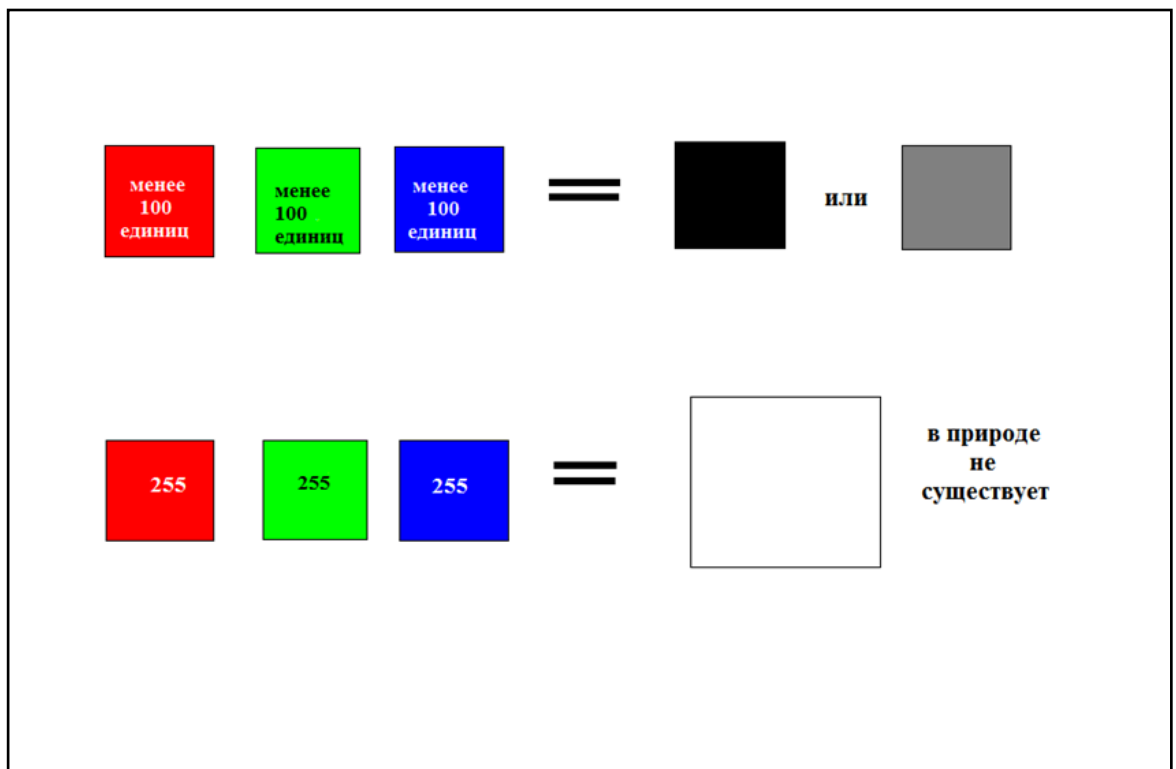 менее
100
единиц
менее
100
единиц
менее
100
единиц
или
255
255
255
в природе
не
существует